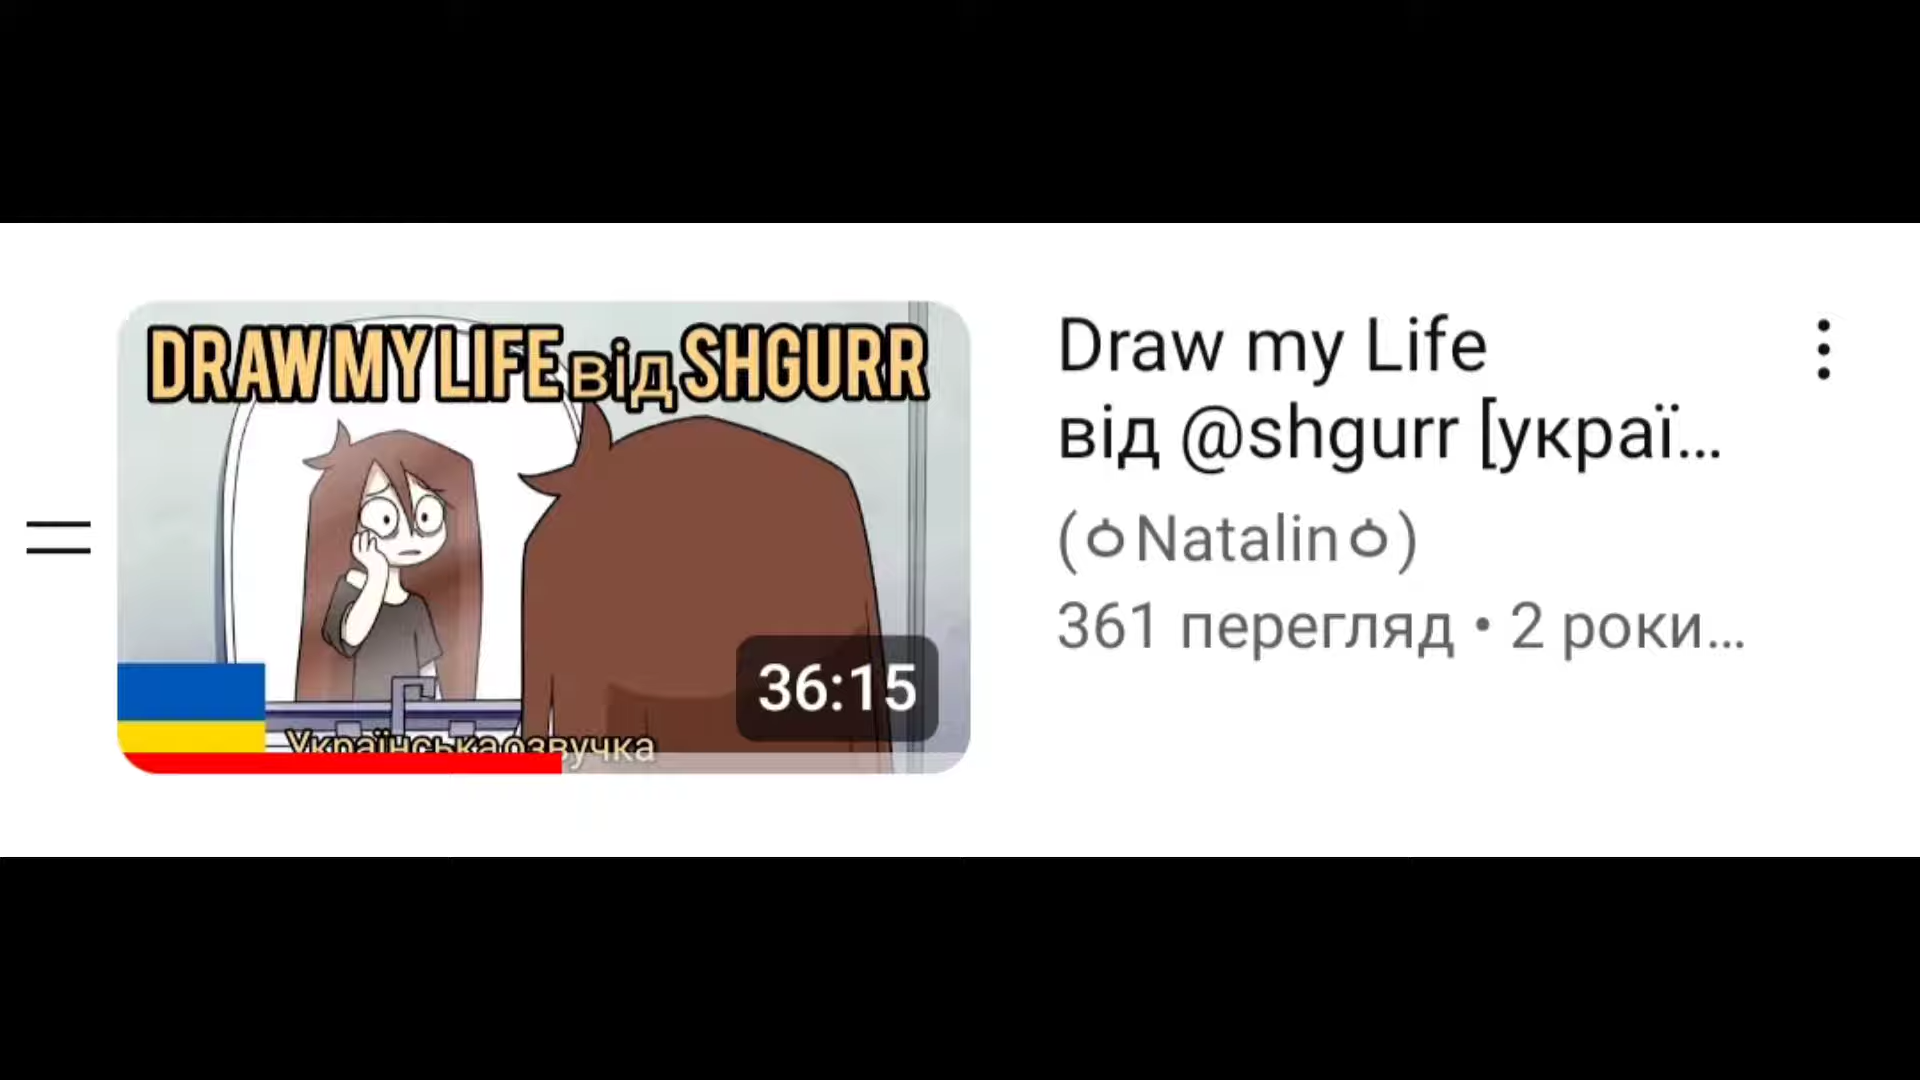 DRAW MY LIFE від SHGURR
Українська озвучка
36:15
Draw my Life
від @shgurr [украї...
(ѻNatalinѻ)
361 перегляд • 2 роки...